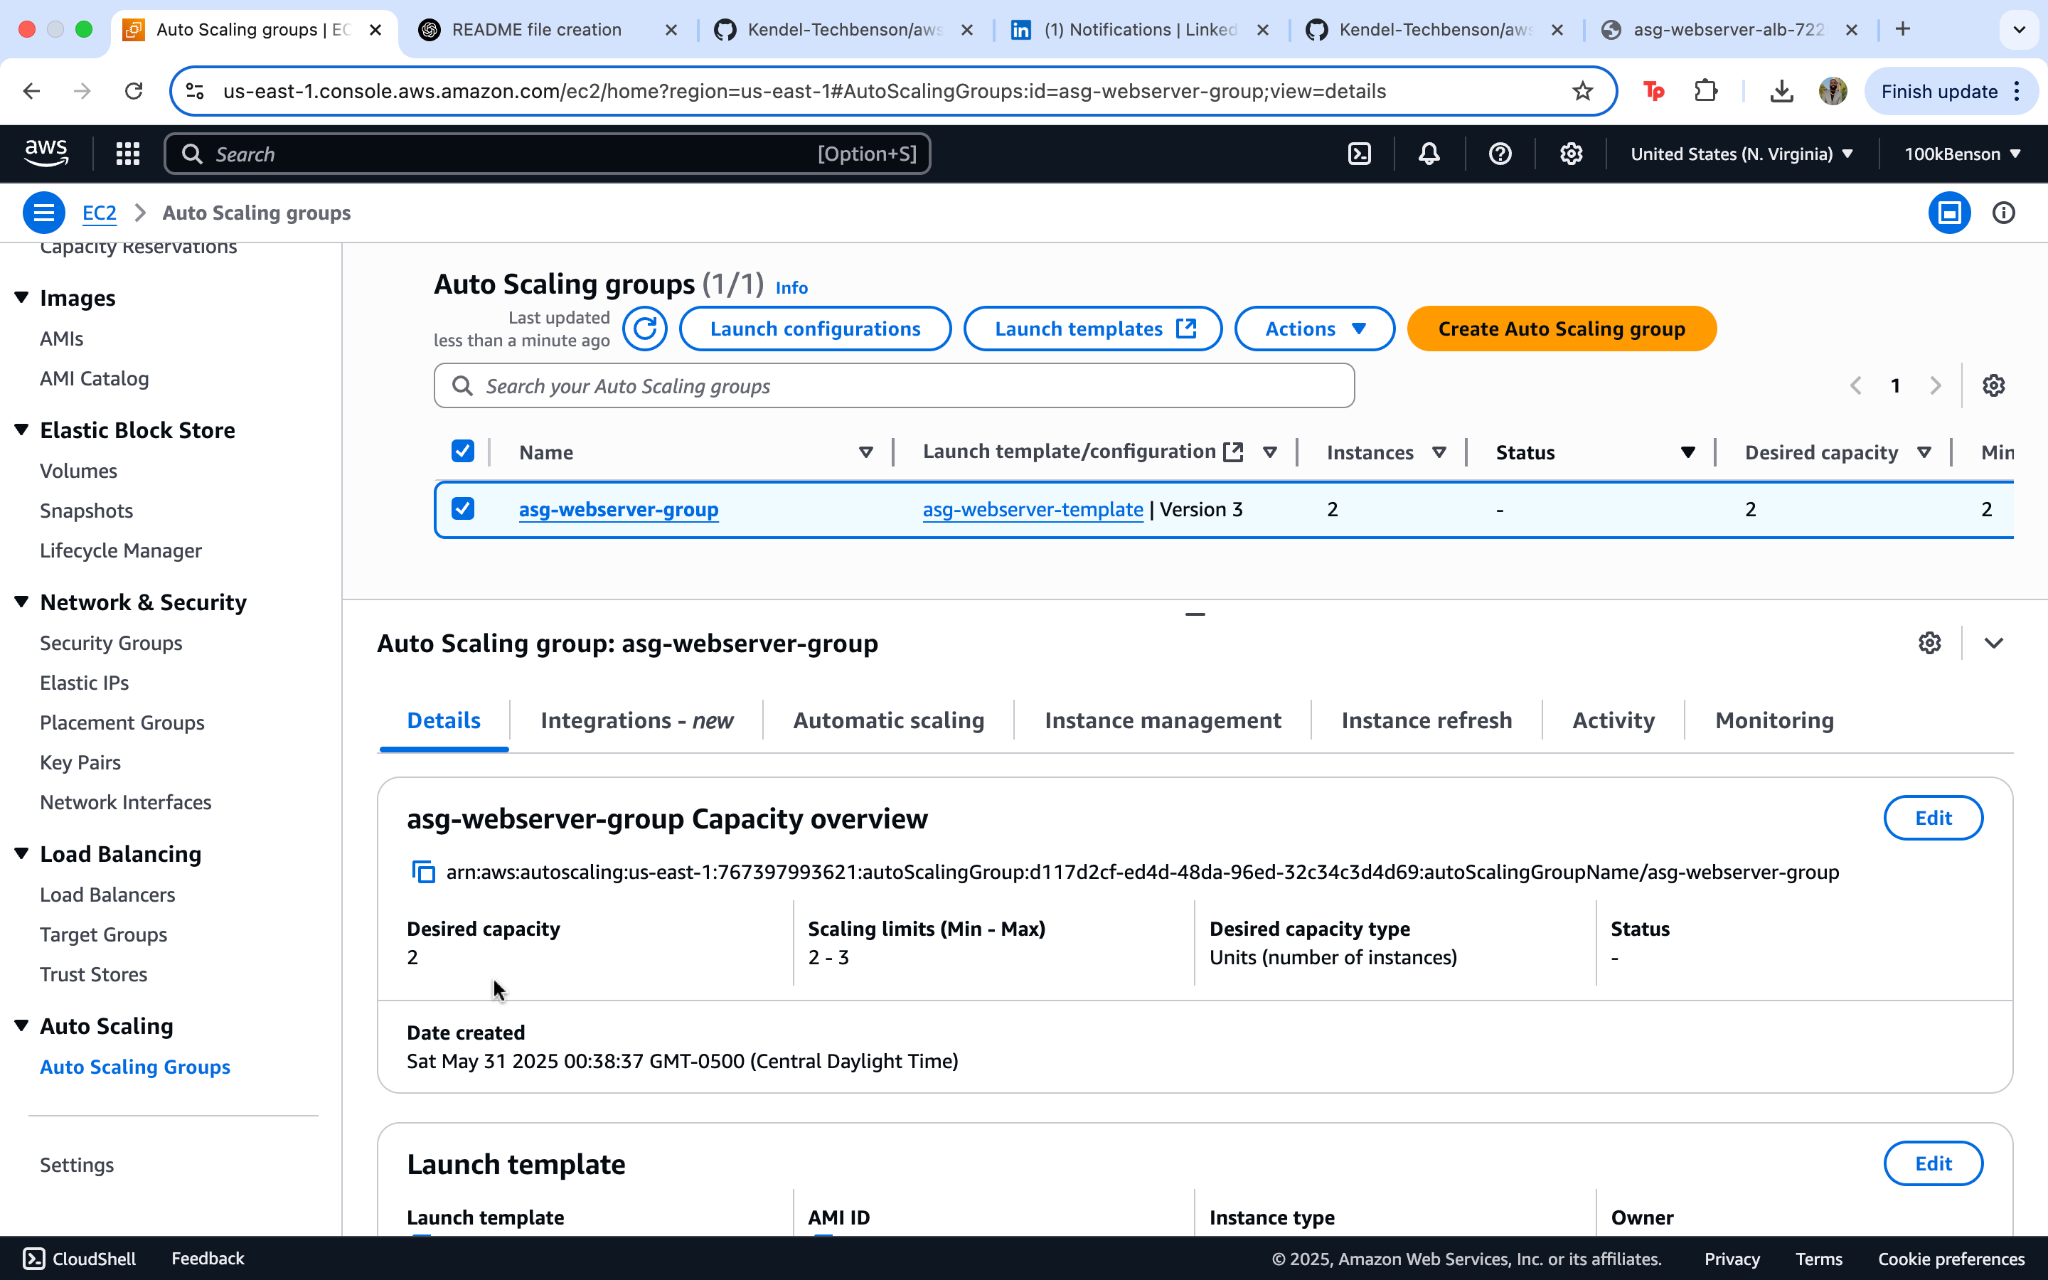 Auto Scaling groups | EC
README file creation
Kendel-Techbenson/aws
(1) Notifications | Linked
Kendel-Techbenson/aws
asg-webserver-alb-722
us-east-1.console.aws.amazon.com/ec2/home?region=us-east-1#AutoScalingGroups:id=asg-webserver-group;view=details
Tp
Finish update
aws
Search
[Option+S]
United States (N. Virginia)
100kBenson
EC2
Auto Scaling groups
Capacity Reservations
Images
AMIs
AMI Catalog
Elastic Block Store
Volumes
Snapshots
Lifecycle Manager
Network & Security
Security Groups
Elastic IPs
Placement Groups
Key Pairs
Network Interfaces
Load Balancing
Load Balancers
Target Groups
Trust Stores
Auto Scaling
Auto Scaling Groups
Settings
Auto Scaling groups (1/1) Info
Last updated
less than a minute ago
Launch configurations
Launch templates
Actions
Create Auto Scaling group
Search your Auto Scaling groups
1
Name
Launch template/configuration
Instances
Status
Desired capacity
Min
asg-webserver-group
asg-webserver-template | Version 3
2
-
2
2
Auto Scaling group: asg-webserver-group
Details
Integrations - new
Automatic scaling
Instance management
Instance refresh
Activity
Monitoring
asg-webserver-group Capacity overview
Edit
arn:aws:autoscaling:us-east-1:767397993621:autoScalingGroup:d117d2cf-ed4d-48da-96ed-32c34c3d4d69:autoScalingGroupName/asg-webserver-group
Desired capacity
2
Scaling limits (Min - Max)
2 - 3
Desired capacity type
Units (number of instances)
Status
-
Date created
Sat May 31 2025 00:38:37 GMT-0500 (Central Daylight Time)
Launch template
Edit
Launch template
AMI ID
Instance type
Owner
CloudShell
Feedback
© 2025, Amazon Web Services, Inc. or its affiliates.
Privacy
Terms
Cookie preferences